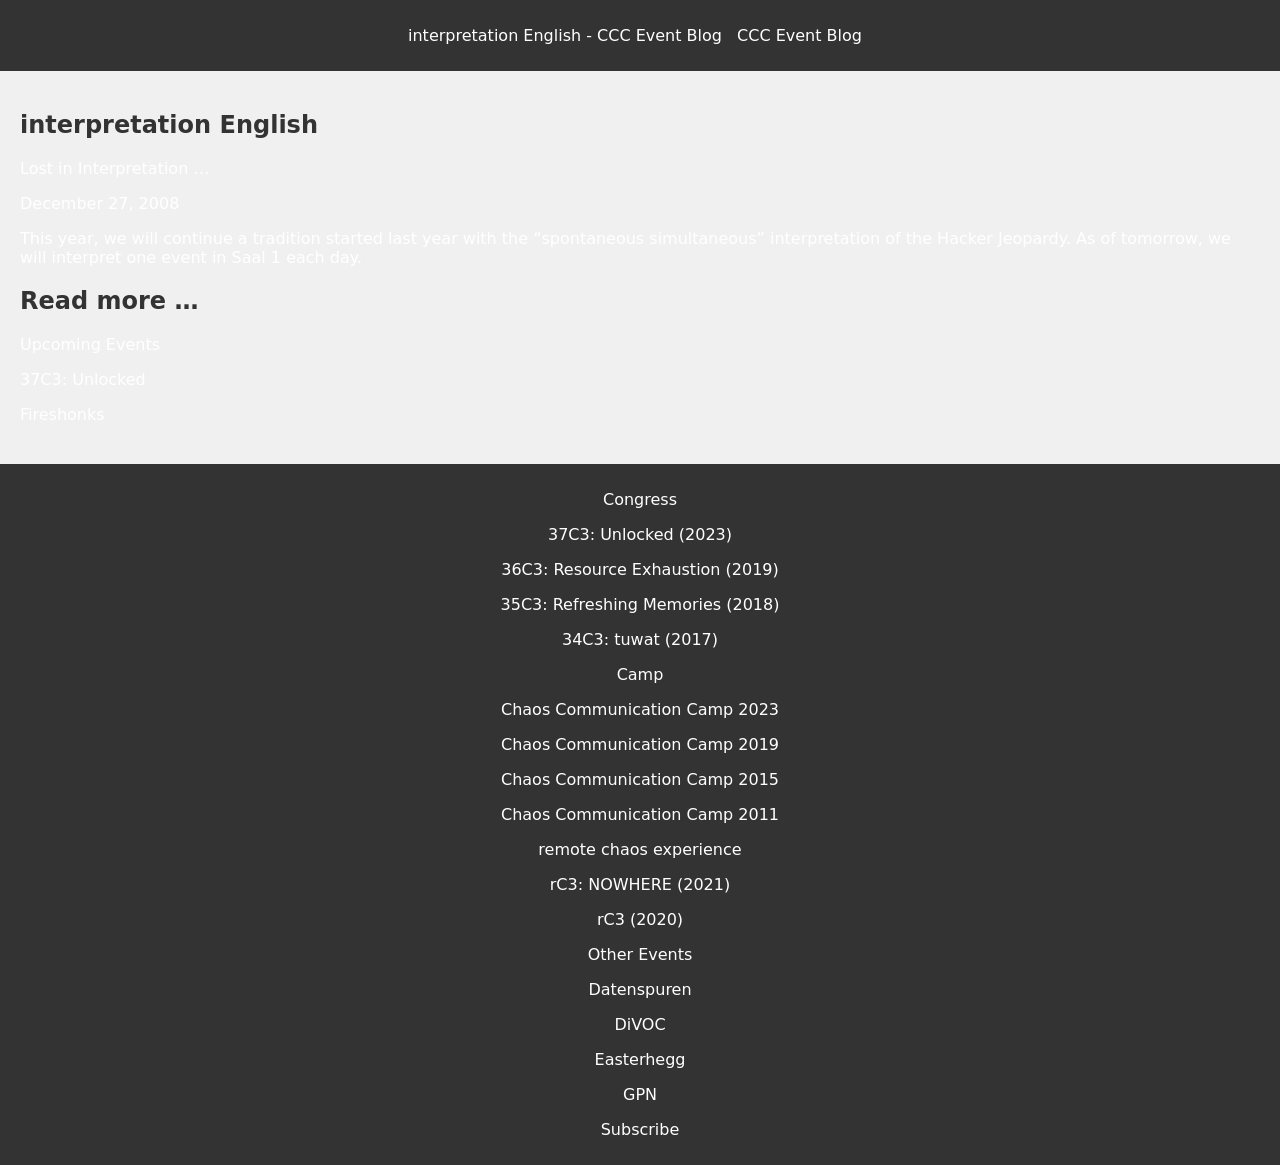 interpretation English - CCC Event Blog CCC Event Blog
interpretation English
Lost in Interpretation …
December 27, 2008
This year, we will continue a tradition started last year with the “spontaneous simultaneous” interpretation of the Hacker Jeopardy. As of tomorrow, we
will interpret one event in Saal 1 each day.
Read more …
Upcoming Events
37C3: Unlocked
Fireshonks
Congress
37C3: Unlocked (2023)
36C3: Resource Exhaustion (2019)
35C3: Refreshing Memories (2018)
34C3: tuwat (2017)
Camp
Chaos Communication Camp 2023
Chaos Communication Camp 2019
Chaos Communication Camp 2015
Chaos Communication Camp 2011
remote chaos experience
rC3: NOWHERE (2021)
rC3 (2020)
Other Events
Datenspuren
DiVOC
Easterhegg
GPN
Subscribe